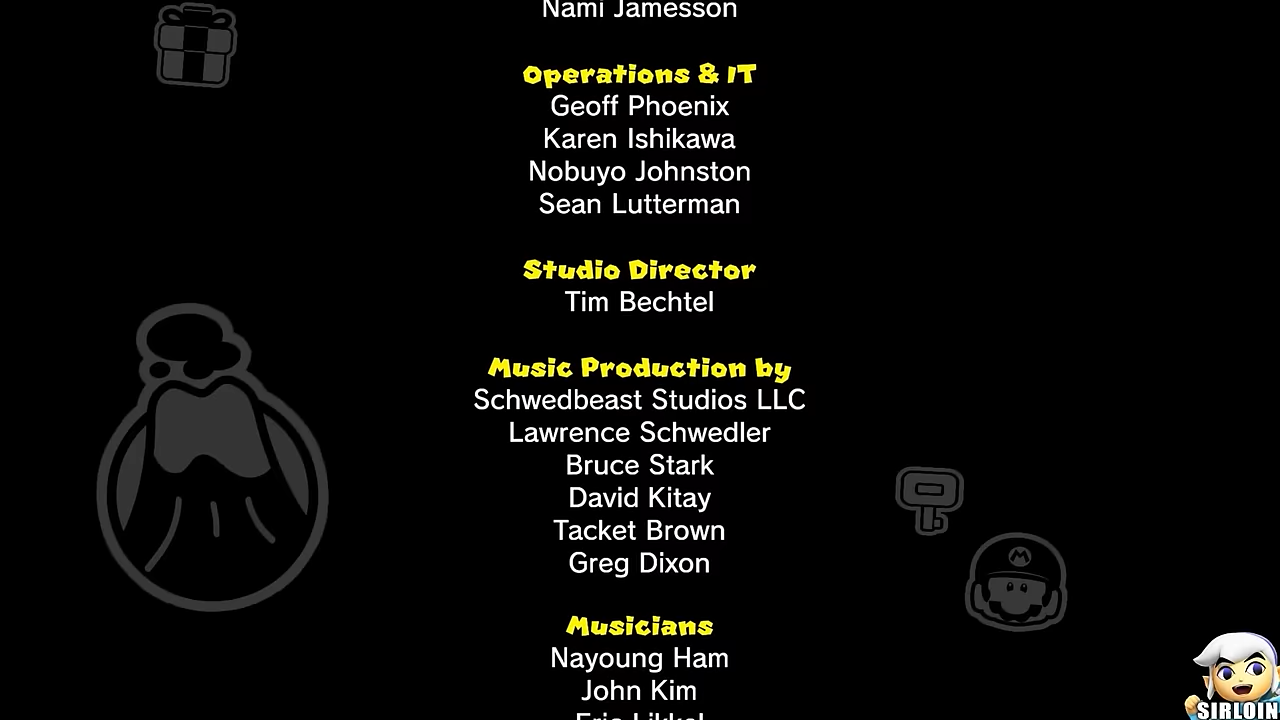 Nami Jamesson
Operations & IT
Geoff Phoenix
Karen Ishikawa
Nobuyo Johnston
Sean Lutterman
Studio Director
Tim Bechtel
Music Production by
Schwedbeast Studios LLC
Lawrence Schwedler
Bruce Stark
David Kitay
Tacket Brown
Greg Dixon
Musicians
Nayoung Ham
John Kim
M
SIRLOIN